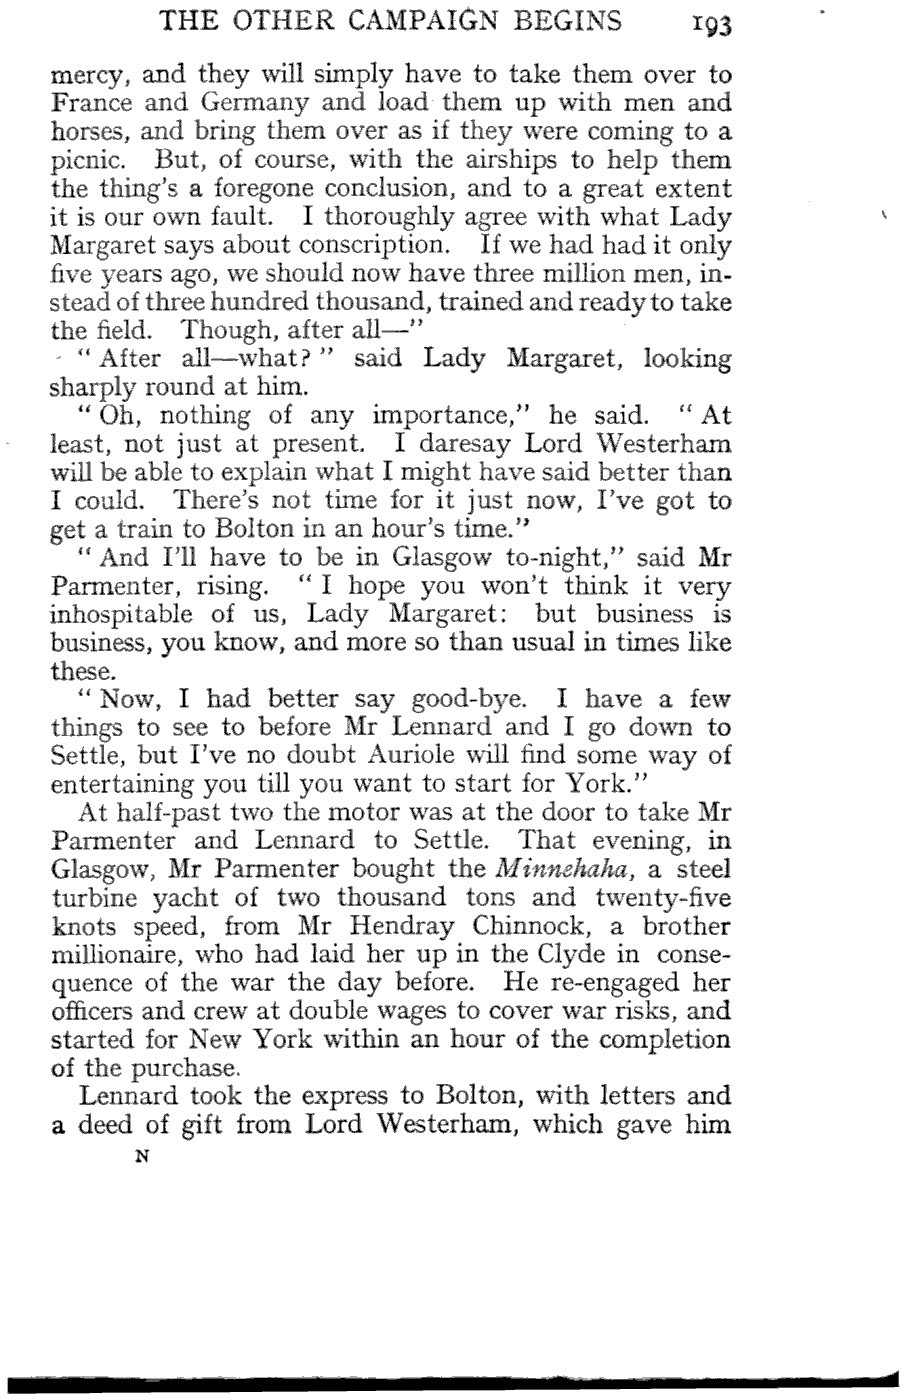 THE OTHER CAMPAIGN BEGINS 193
mercy, and they will simply have to take them over to
France and Germany and load them up with men and
horses, and bring them over as if they were coming to a
picnic. But, of course, with the airships to help them
the thing's a foregone conclusion, and to a great extent
it is our own fault. I thoroughly agree with what Lady
Margaret says about conscription. If we had had it only
five years ago, we should now have three million men, in-
stead of three hundred thousand, trained and ready to take
the field. Though, after all—"
" After all—what? " said Lady Margaret, looking
sharply round at him.
" Oh, nothing of any importance," he said. " At
least, not just at present. I daresay Lord Westerham
will be able to explain what I might have said better than
I could. There's not time for it just now, I've got to
get a train to Bolton in an hour's time."
" And I'll have to be in Glasgow to-night," said Mr
Parmenter, rising. " I hope you won't think it very
inhospitable of us, Lady Margaret: but business is
business, you know, and more so than usual in times like
these.
" Now, I had better say good-bye. I have a few
things to see to before Mr Lennard and I go down to
Settle, but I've no doubt Auriole will find some way of
entertaining you till you want to start for York."
At half-past two the motor was at the door to take Mr
Parmenter and Lennard to Settle. That evening, in
Glasgow, Mr Parmenter bought the Minnehaha, a steel
turbine yacht of two thousand tons and twenty-five
knots speed, from Mr Hendray Chinnock, a brother
millionaire, who had laid her up in the Clyde in conse-
quence of the war the day before. He re-engaged her
officers and crew at double wages to cover war risks, and
started for New York within an hour of the completion
of the purchase.
Lennard took the express to Bolton, with letters and
a deed of gift from Lord Westerham, which gave him
N